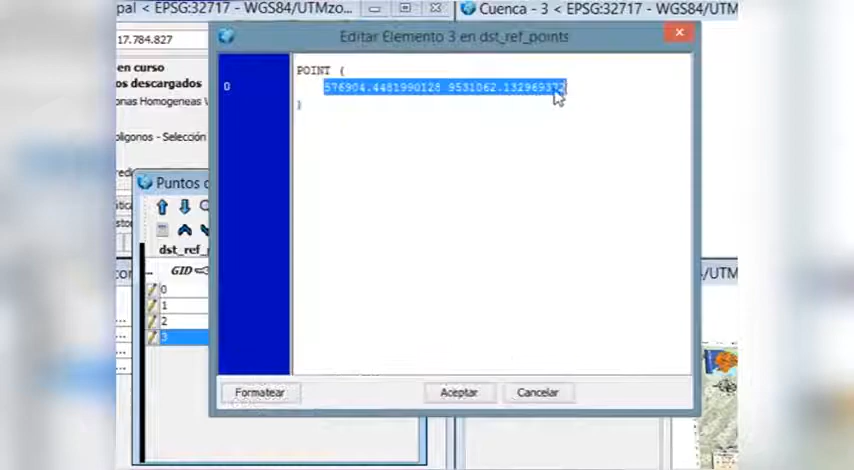 pal < EPSG:32717 - WGS84/UTMzo...
Cuenca - 3 < EPSG:32717 - WGS84/UTM
17.784.827
Editar Elemento 3 en dst_ref_points
en curso
os descargados
onas Homogeneas V
olígonos - Selección
red
POINT (
0
576904.4481990128 9531062.132969372
)
Puntos d
dst_ref_
GID
0
1
2
3
/UTM
Formatear
Aceptar
Cancelar